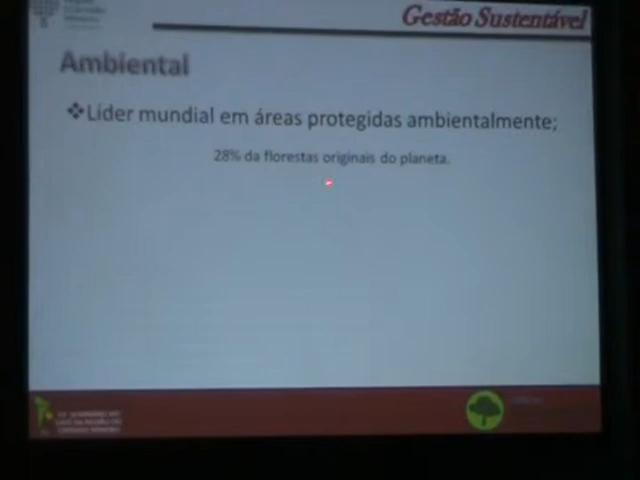 Gestão Sustentável
Ambiental
❖Líder mundial em áreas protegidas ambientalmente;
28% da florestas originais do planeta.